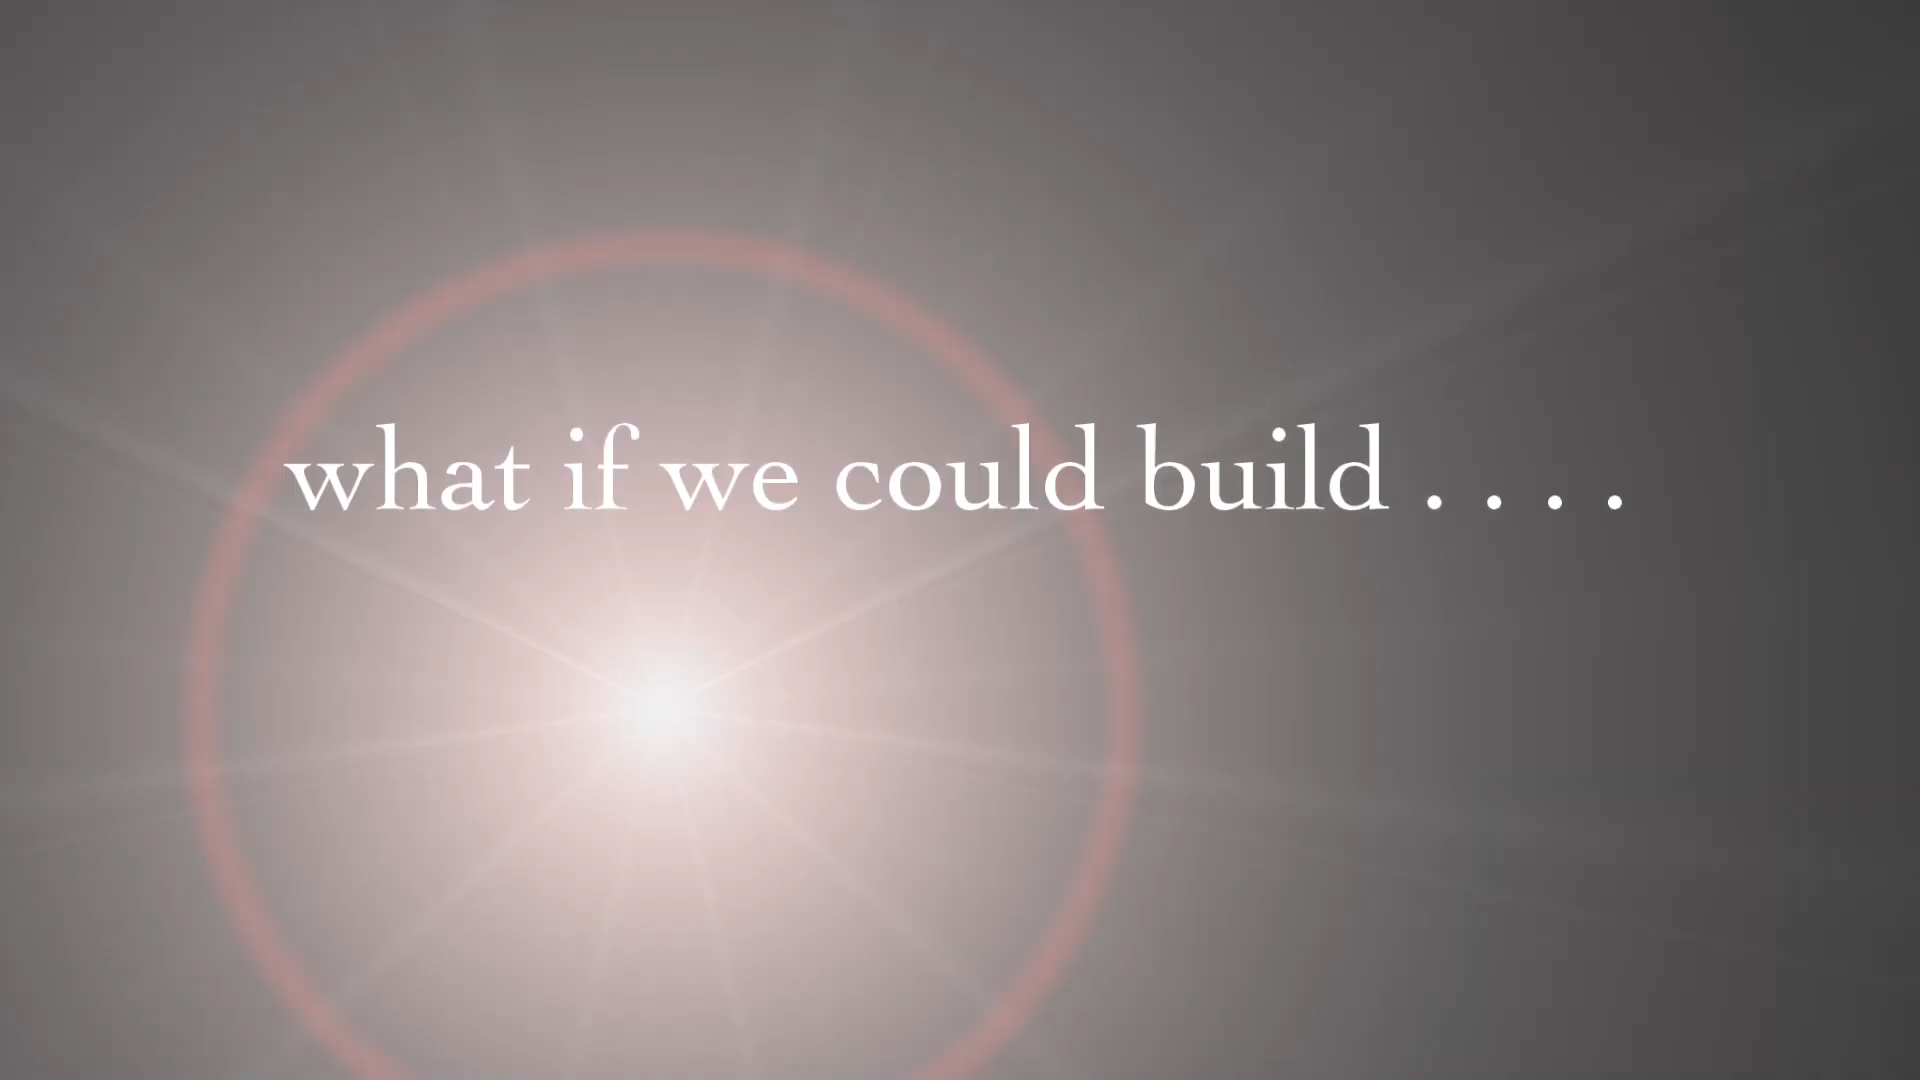 what if we could build . . . .